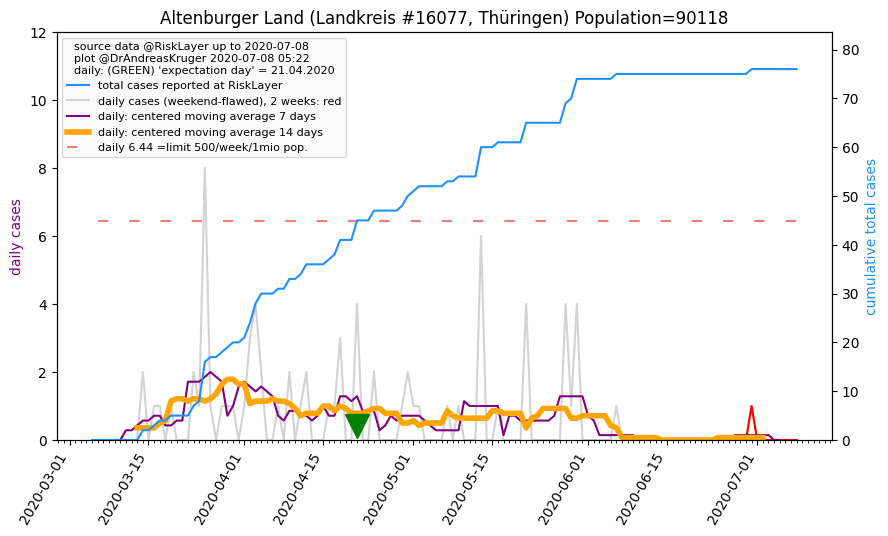 Altenburger Land (Landkreis #16077, Thüringen) Population=90118
source data @RiskLayer up to 2020-07-08
plot @DrAndreasKruger 2020-07-08 05:22
daily: (GREEN) 'expectation day' = 21.04.2020
total cases reported at RiskLayer
daily cases (weekend-flawed), 2 weeks: red
daily: centered moving average 7 days
daily: centered moving average 14 days
daily 6.44 =limit 500/week/1mio pop.
daily cases
12
10
8
6
4
2
0
cumulative total cases
80
70
60
50
40
30
20
10
0
2020-03-01
2020-03-15
2020-04-01
2020-04-15
2020-05-01
2020-05-15
2020-06-01
2020-06-15
2020-07-01